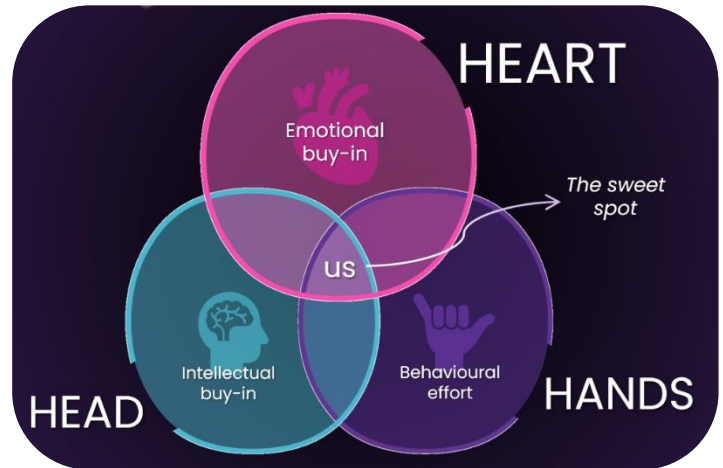 HEART
Emotional
buy-in
The sweet
spot
us
Intellectual
buy-in
Behavioural
effort
HEAD
HANDS